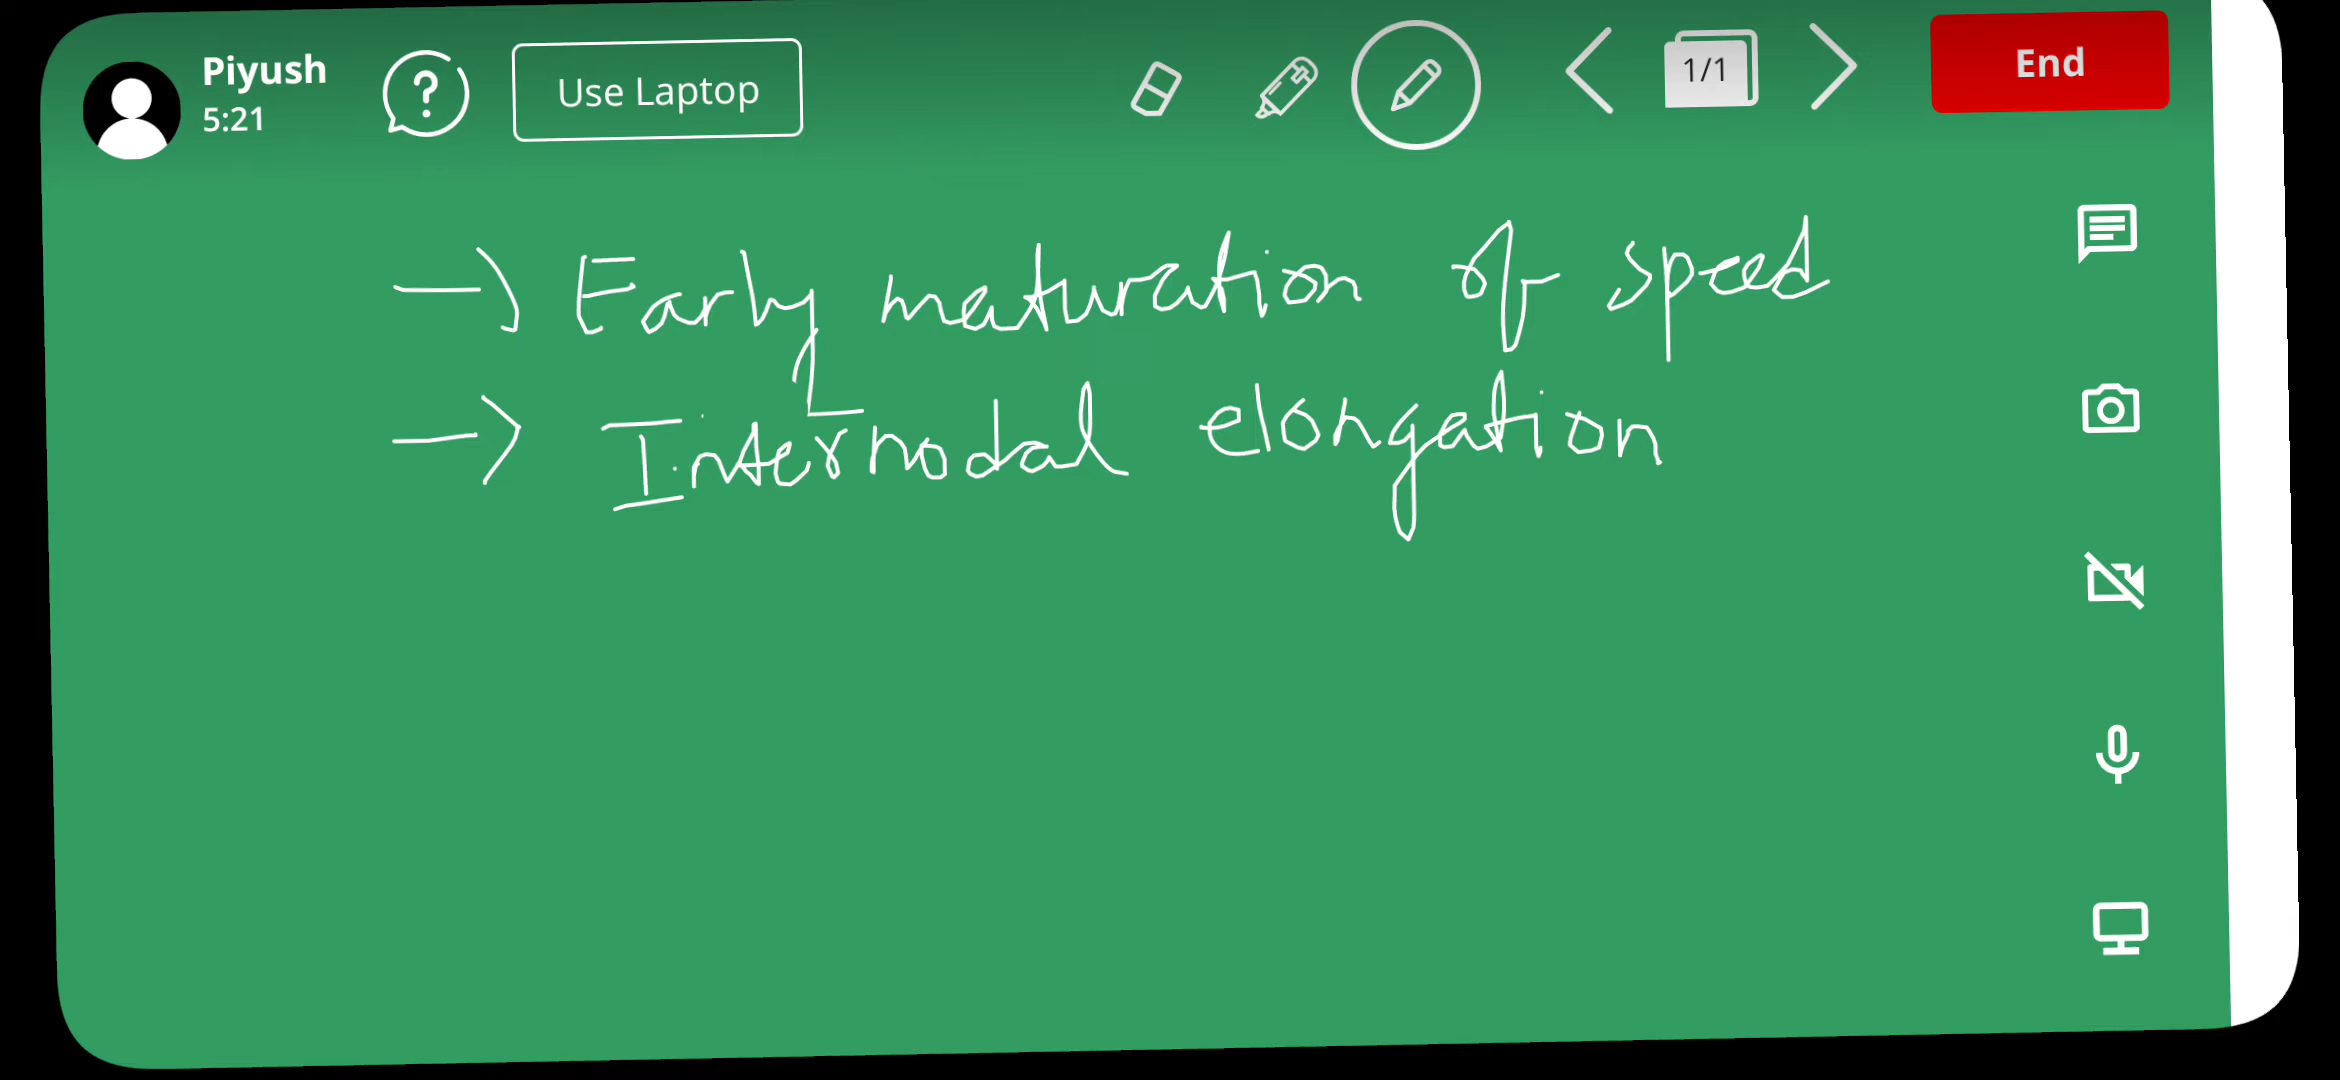 Piyush
5:21
Use Laptop
1/1
End
→ Early maturation of speed
→ Internodal elongation